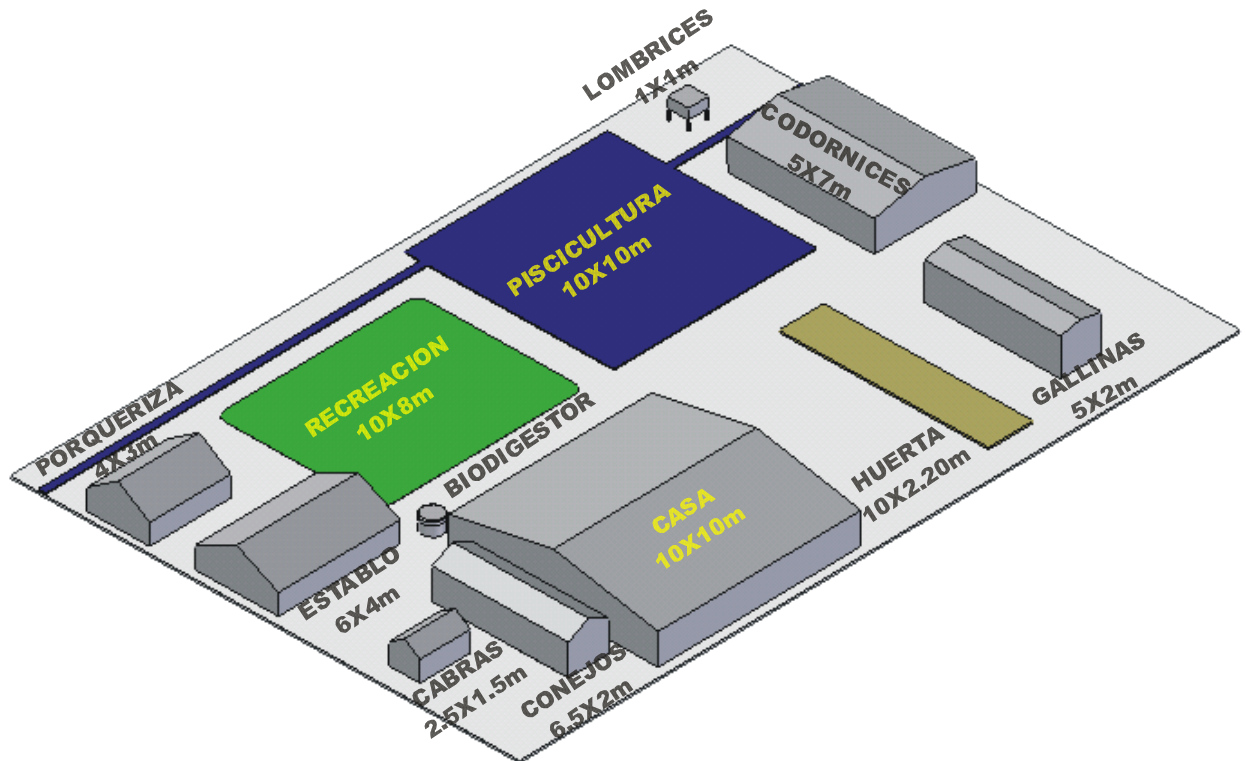 LOMBRICES
1X1m
CODORNICES
5X7m
PISCICULTURA
10X10m
GALLINAS
5X2m
RECREACION
10X8m
PORQUERIZA
4X3m
BIODIGESTOR
HUERTA
10X2.20m
CASA
10X10m
ESTABLO
6X4m
CABRAS
2.5X1.5m
CONEJOS
6.5X2m